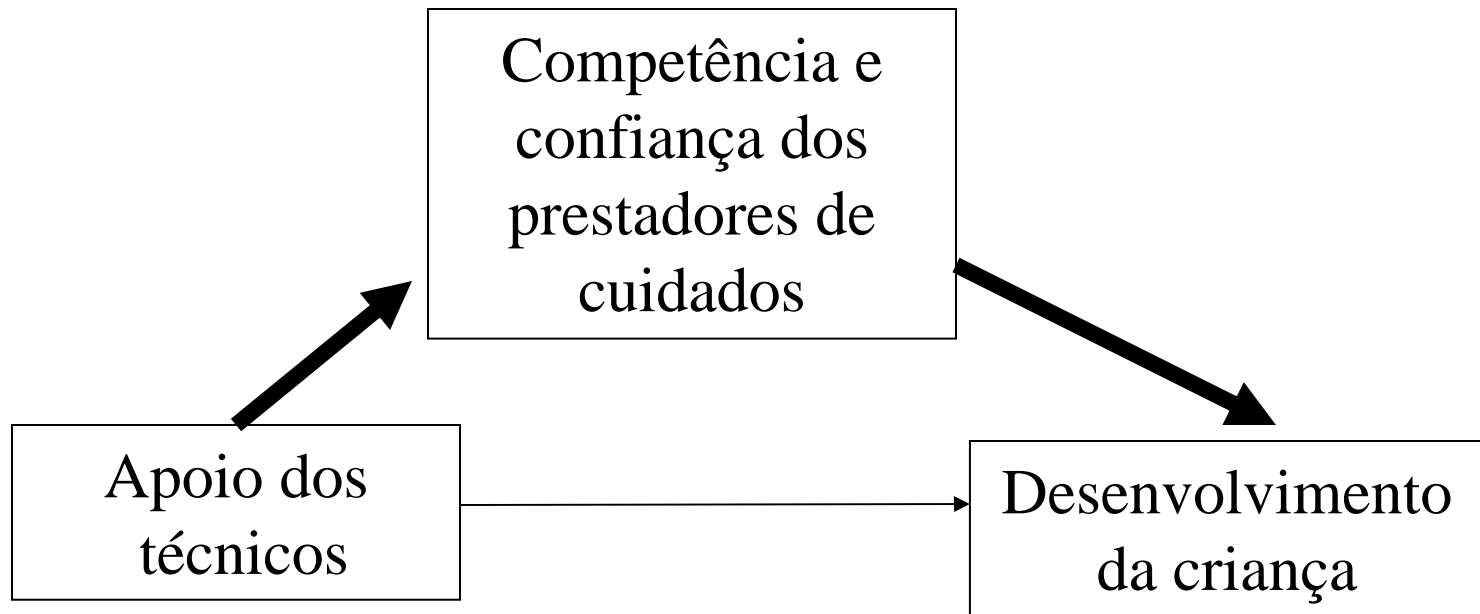 Competência e
confiança dos
prestadores de
cuidados
Apoio dos
técnicos
Desenvolvimento
da criança